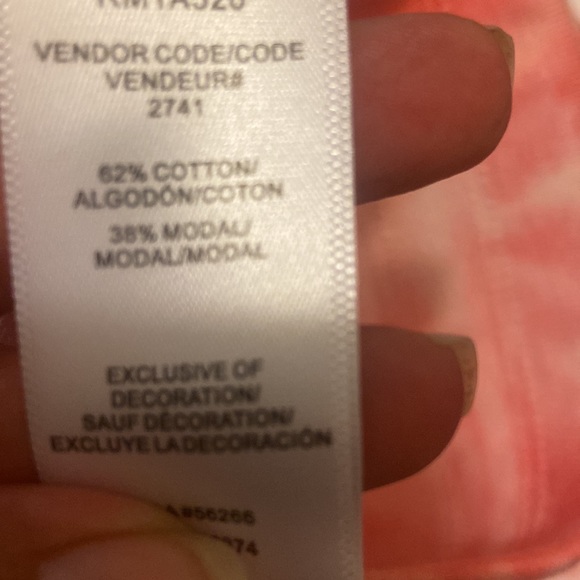 VENDOR CODE/CODE
VENDEUR#
2741
62% COTTON/
ALGODÓN/COTON
38% MODAL/
MODAL/MODAL
EXCLUSIVE OF
DECORATION/
SAUF DÉCORATION/
EXCLUYE LA DECORACIÓN
A#56266